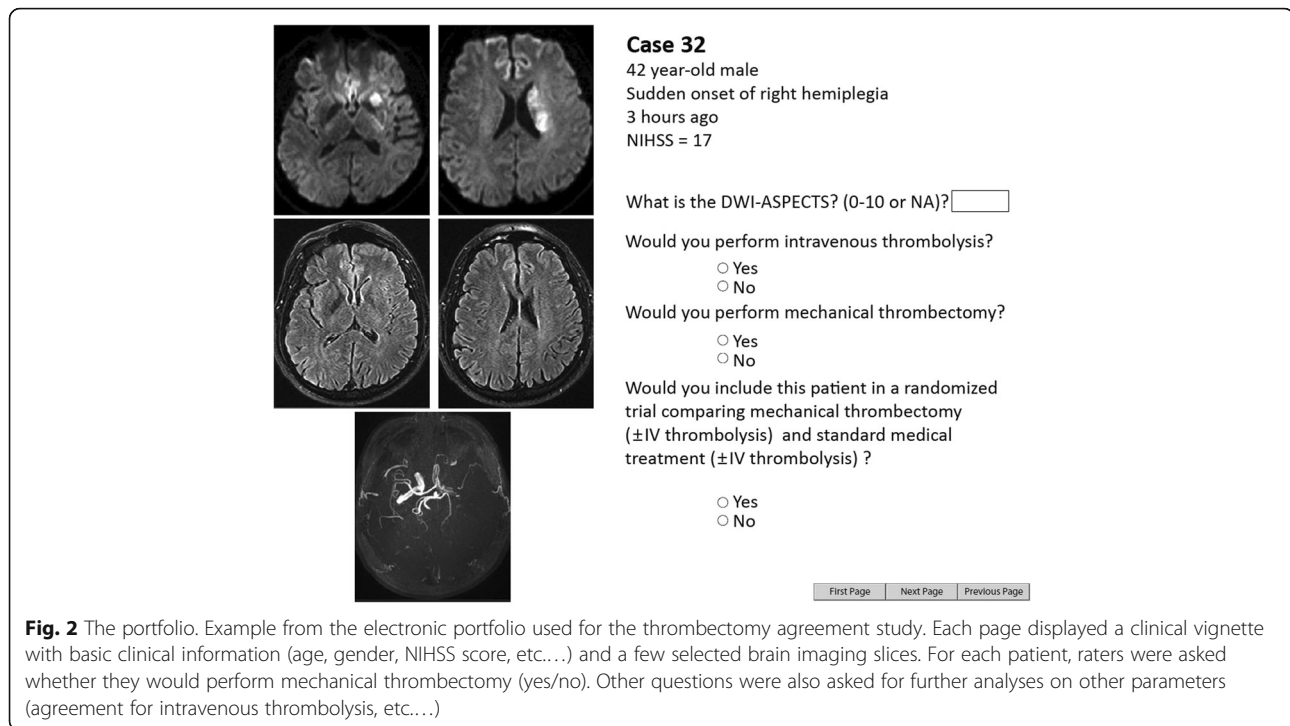 Case 32
42 year-old male
Sudden onset of right hemiplegia
3 hours ago
NIHSS = 17
What is the DWI-ASPECTS? (0-10 or NA)?
Would you perform intravenous thrombolysis?
Yes
No
Would you perform mechanical thrombectomy?
Yes
No
Would you include this patient in a randomized
trial comparing mechanical thrombectomy
(±IV thrombolysis) and standard medical
treatment (±IV thrombolysis) ?
Yes
No
First Page Next Page Previous Page
Fig. 2 The portfolio. Example from the electronic portfolio used for the thrombectomy agreement study. Each page displayed a clinical vignette
with basic clinical information (age, gender, NIHSS score, etc.…) and a few selected brain imaging slices. For each patient, raters were asked
whether they would perform mechanical thrombectomy (yes/no). Other questions were also asked for further analyses on other parameters
(agreement for intravenous thrombolysis, etc.…)